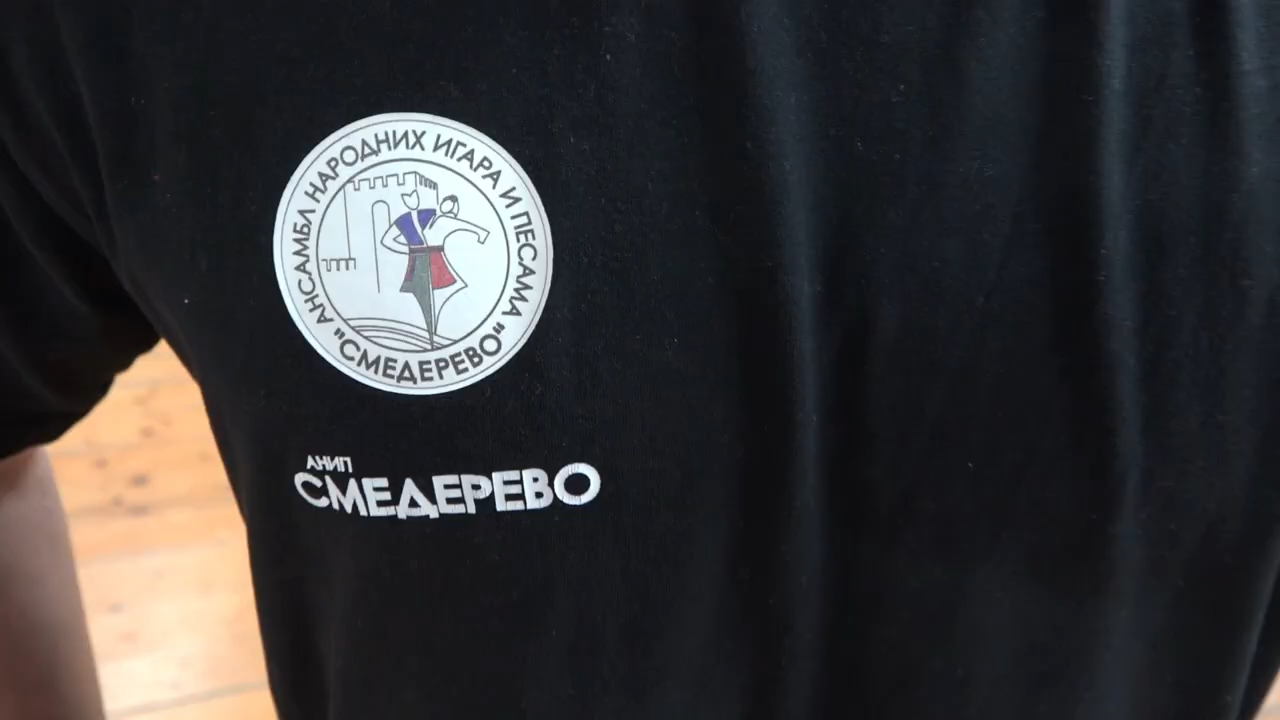 АНСАМБЛ НАРОДНИХ ИГАРА И ПЕСАМА
"СМЕДЕРЕВО"
АНИП
СМЕДЕРЕВО